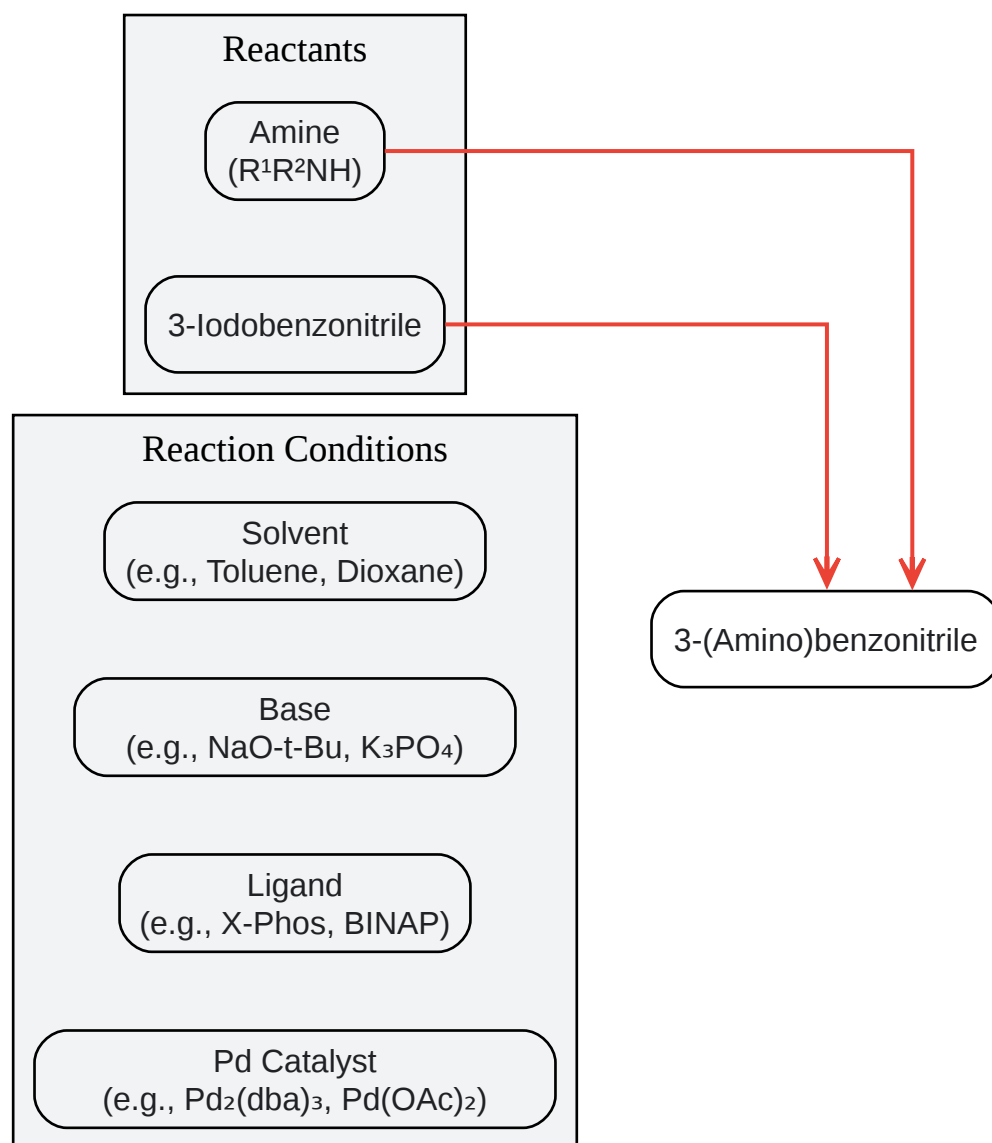 Reactants
Amine
(R¹R²NH)
3-Iodobenzonitrile
Reaction Conditions
Solvent
(e.g., Toluene, Dioxane)
3-(Amino)benzonitrile
Base
(e.g., NaO-t-Bu, K₃PO₄)
Ligand
(e.g., X-Phos, BINAP)
Pd Catalyst
(e.g., Pd₂(dba)₃, Pd(OAc)₂)